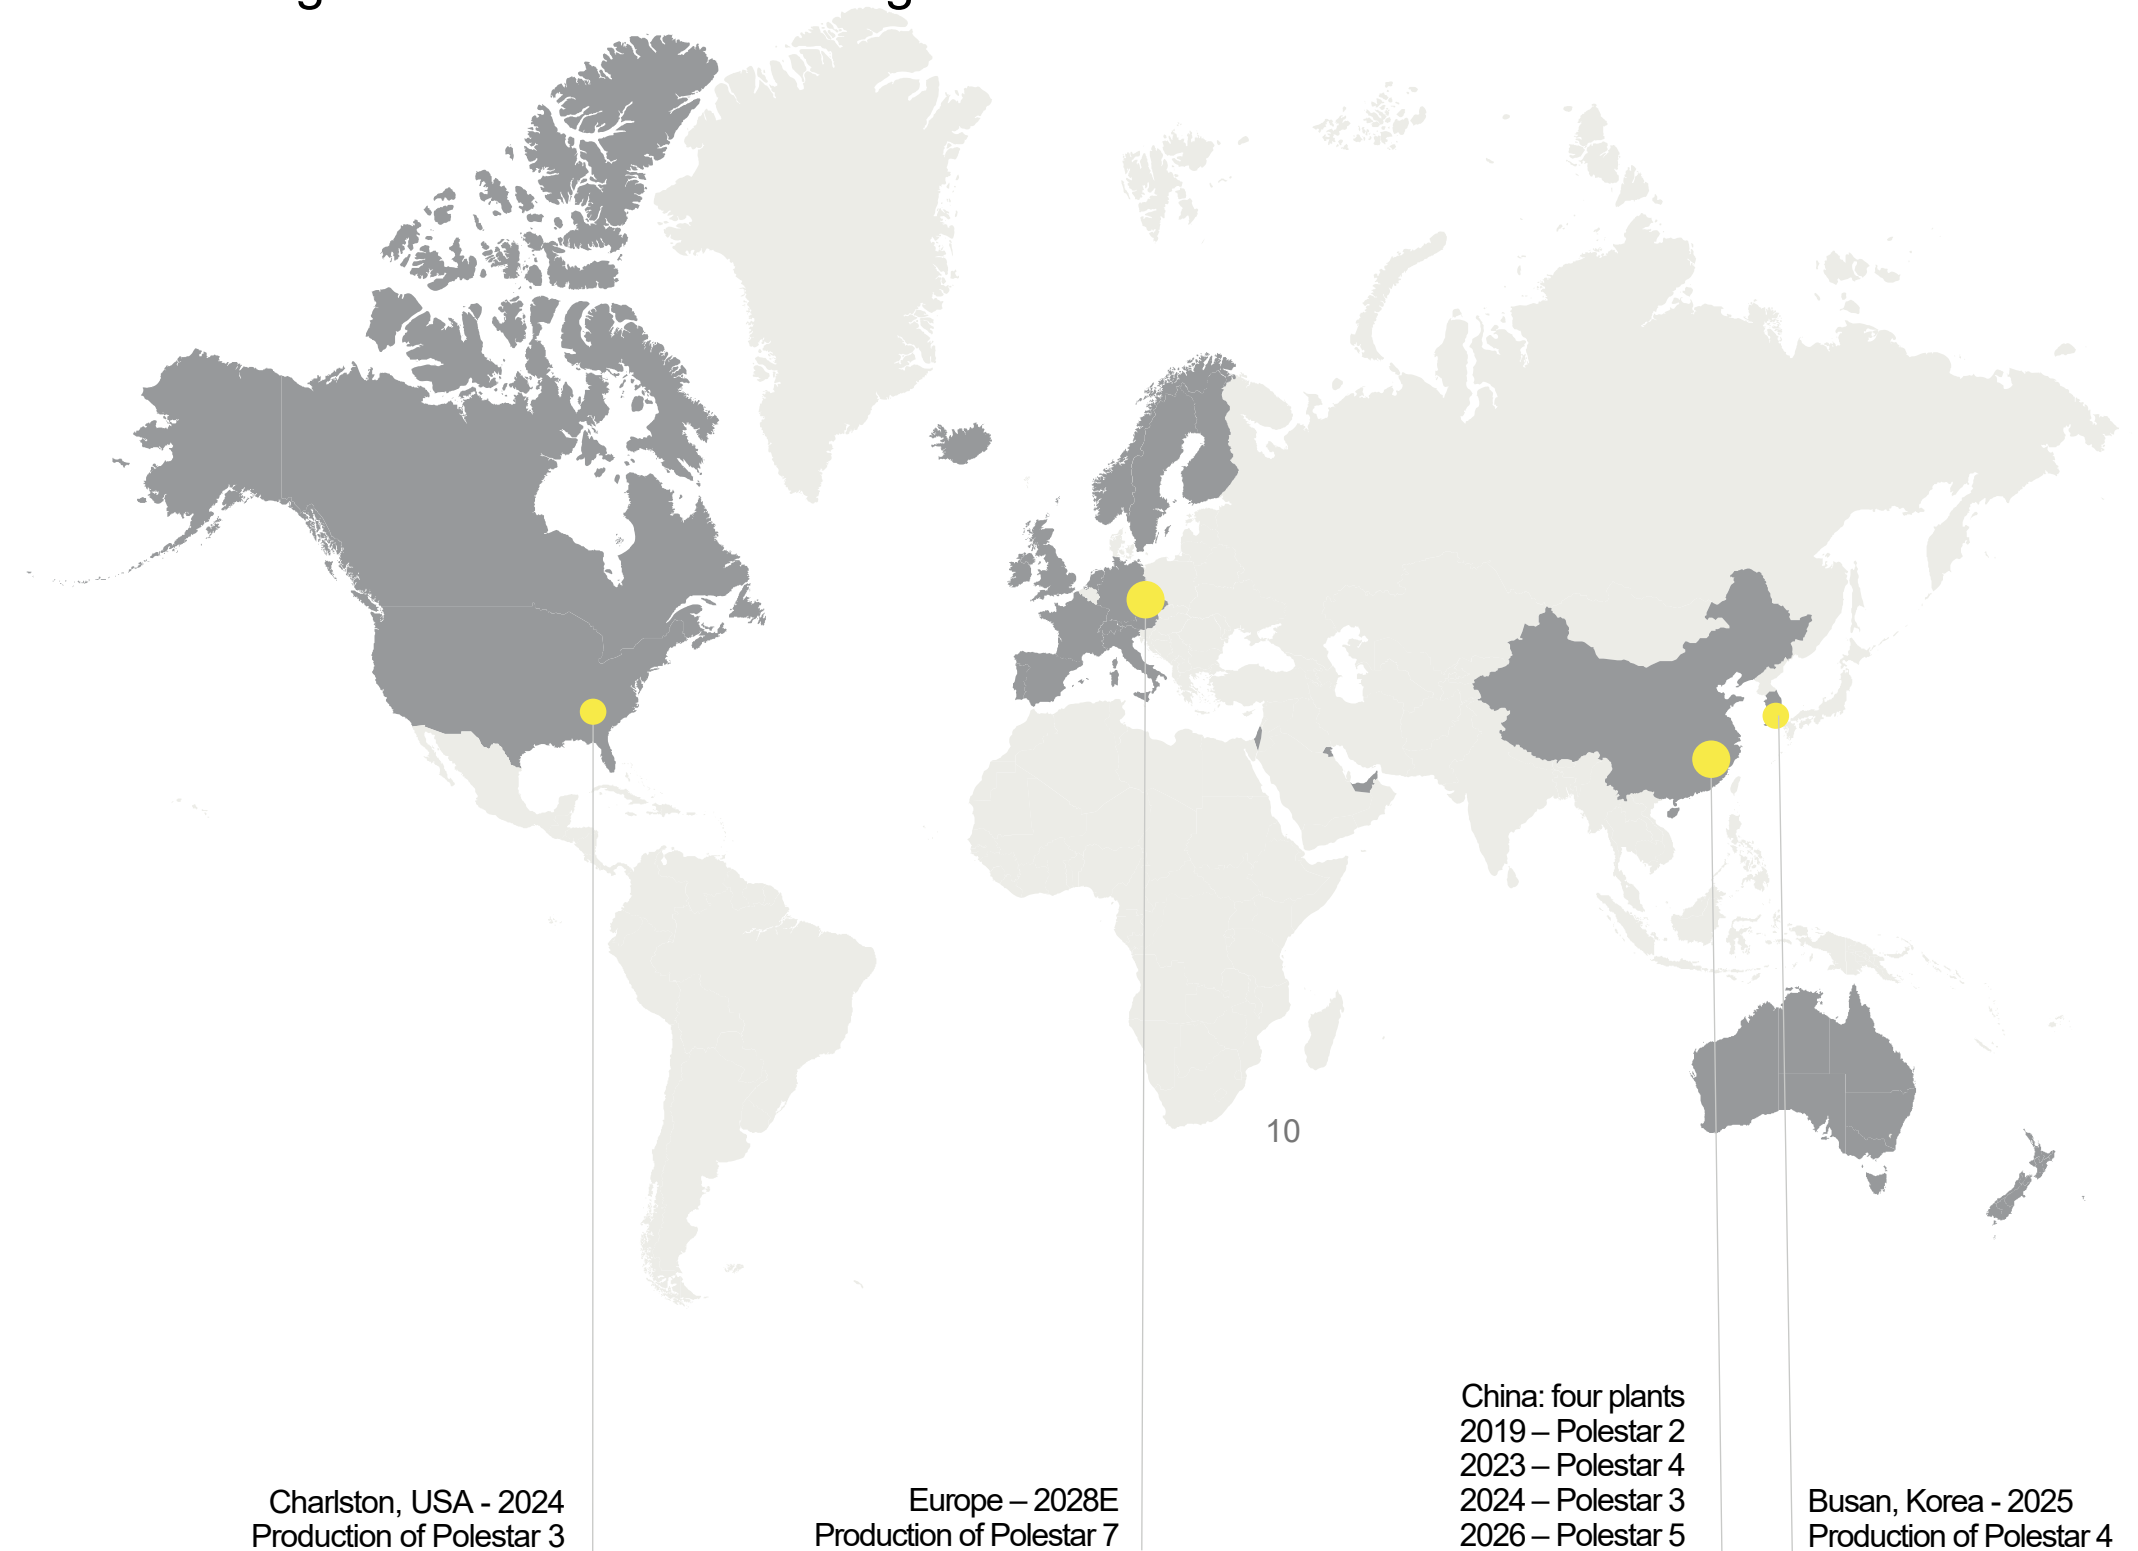 10
Charlston, USA - 2024
Production of Polestar 3
Europe – 2028E
Production of Polestar 7
China: four plants
2019 – Polestar 2
2023 – Polestar 4
2024 – Polestar 3
2026 – Polestar 5
Busan, Korea - 2025
Production of Polestar 4